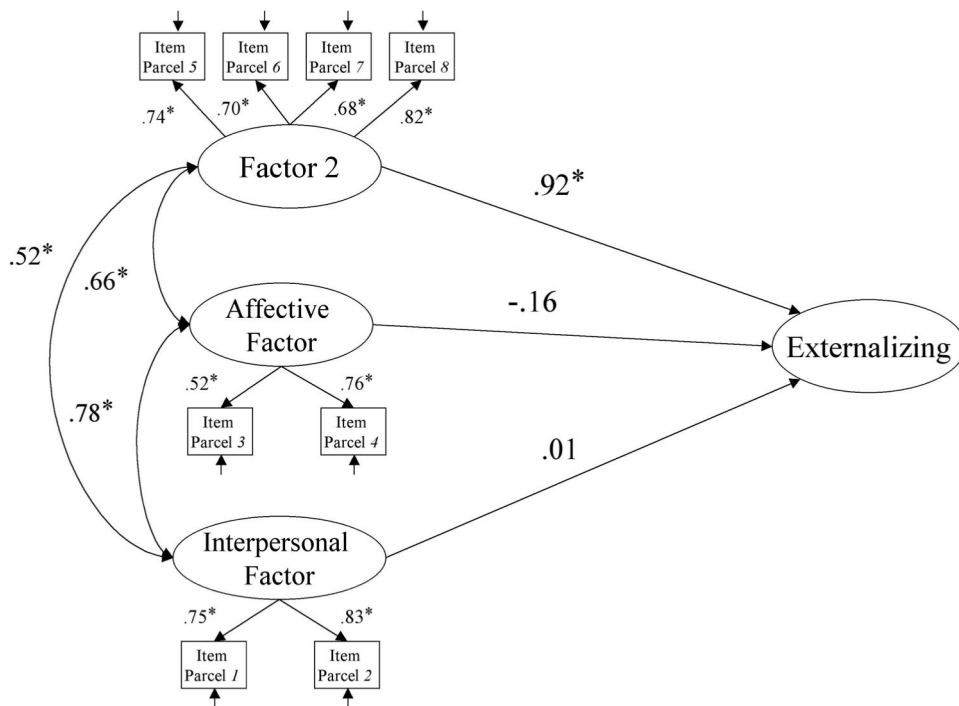 Item
Parcel 5
Item
Parcel 6
Item
Parcel 7
Item
Parcel 8
.74*
.70*
.68*
.82*
Factor 2
.92*
.52*
.66*
Affective
Factor
-.16
Externalizing
.52*
.76*
.78*
Item
Parcel 3
Item
Parcel 4
.01
Interpersonal
Factor
.75*
.83*
Item
Parcel 1
Item
Parcel 2